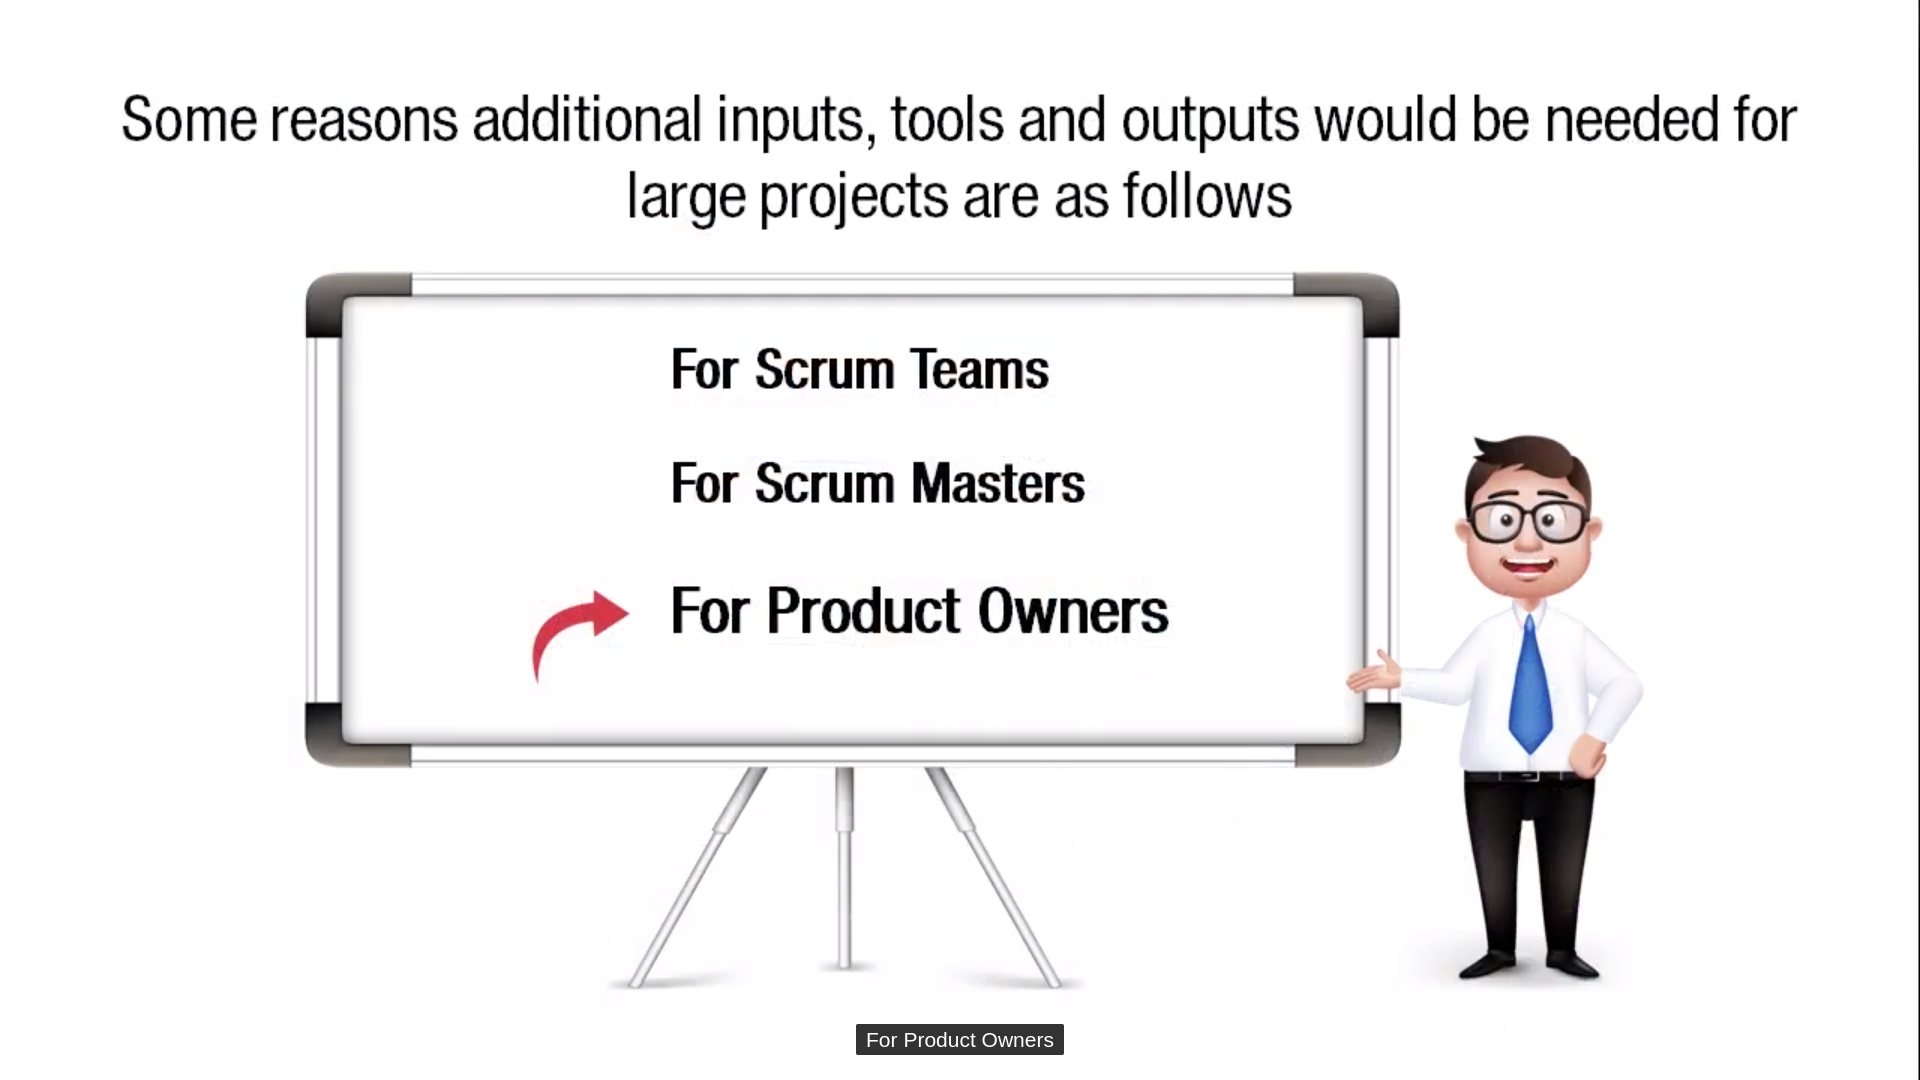 Some reasons additional inputs, tools and outputs would be needed for
large projects are as follows
For Scrum Teams
For Scrum Masters
For Product Owners
For Product Owners